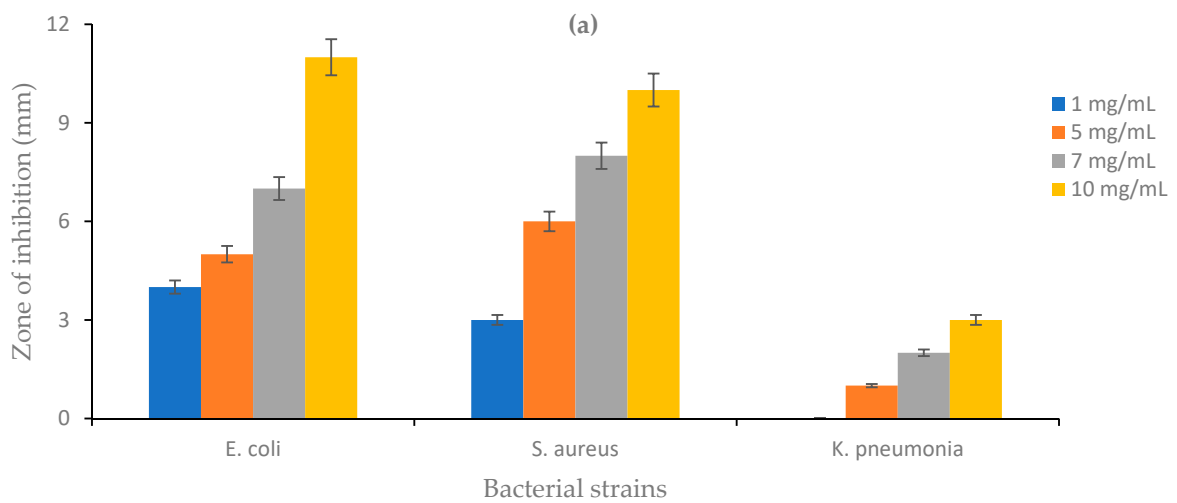 (a)
Zone of inhibition (mm)
12
9
6
3
0
1 mg/mL
5 mg/mL
7 mg/mL
10 mg/mL
E. coli
S. aureus
K. pneumonia
Bacterial strains